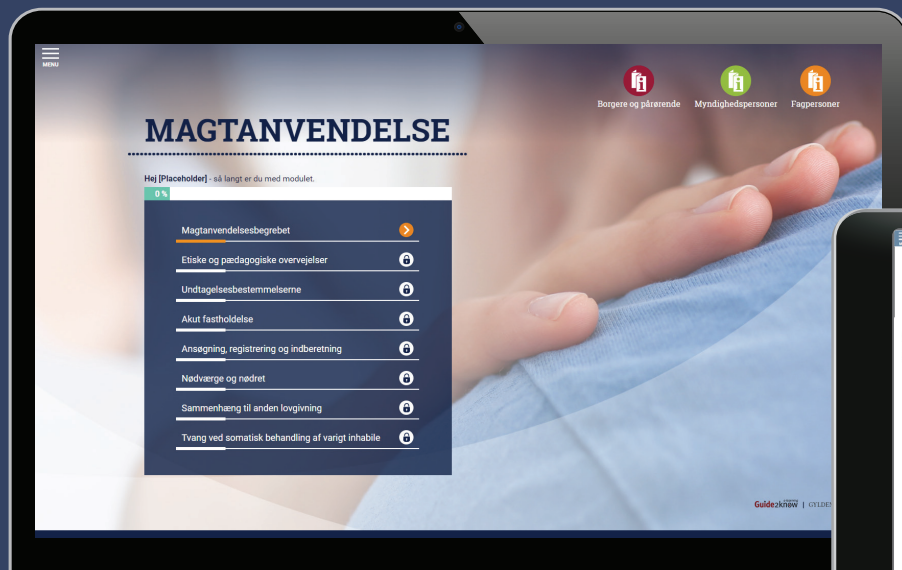 MENU
Borgere og pårørende
Myndighedspersoner
Fagpersoner
MAGTANVENDELSE
Hej [Placeholder] - så langt er du med modulet.
0 %
Magtanvendelsesbegrebet
Etiske og pædagogiske overvejelser
Undtagelsesbestemmelserne
Akut fastholdelse
Ansøgning, registrering og indberetning
Nødværge og nødret
Sammenhæng til anden lovgivning
Tvang ved somatisk behandling af varigt inhabile
Guide2know | GYLDEN